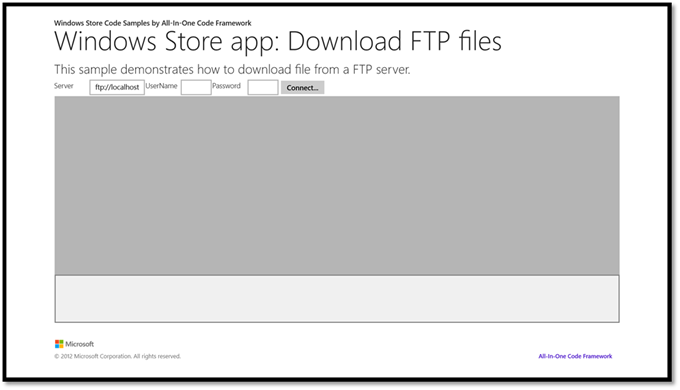 Windows Store Code Samples by All-In-One Code Framework
Windows Store app: Download FTP files
This sample demonstrates how to download file from a FTP server.
Server ftp://localhost UserName Password Connect...
Microsoft
© 2012 Microsoft Corporation. All rights reserved. All-In-One Code Framework